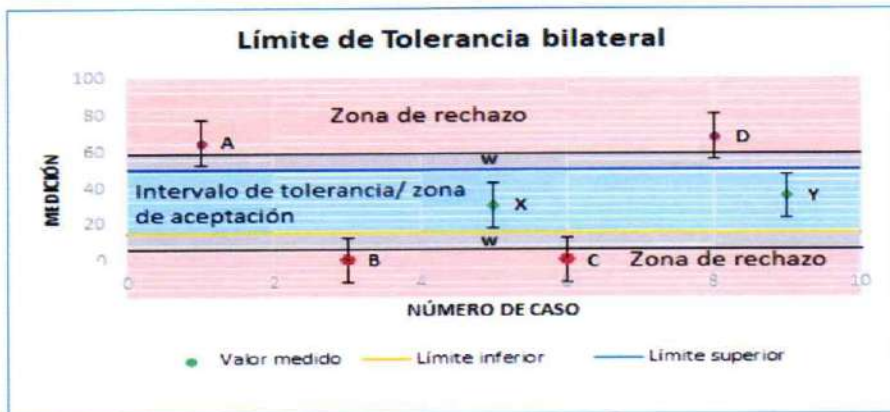 Límite de Tolerancia bilateral
100
80
60
40
20
0
MEDICIÓN
Zona de rechazo
A
D
w
Intervalo de tolerancia/ zona
de aceptación
X
Y
w
B
C
Zona de rechazo
0
2
4
6
8
10
NÚMERO DE CASO
Valor medido
Límite inferior
Límite superior